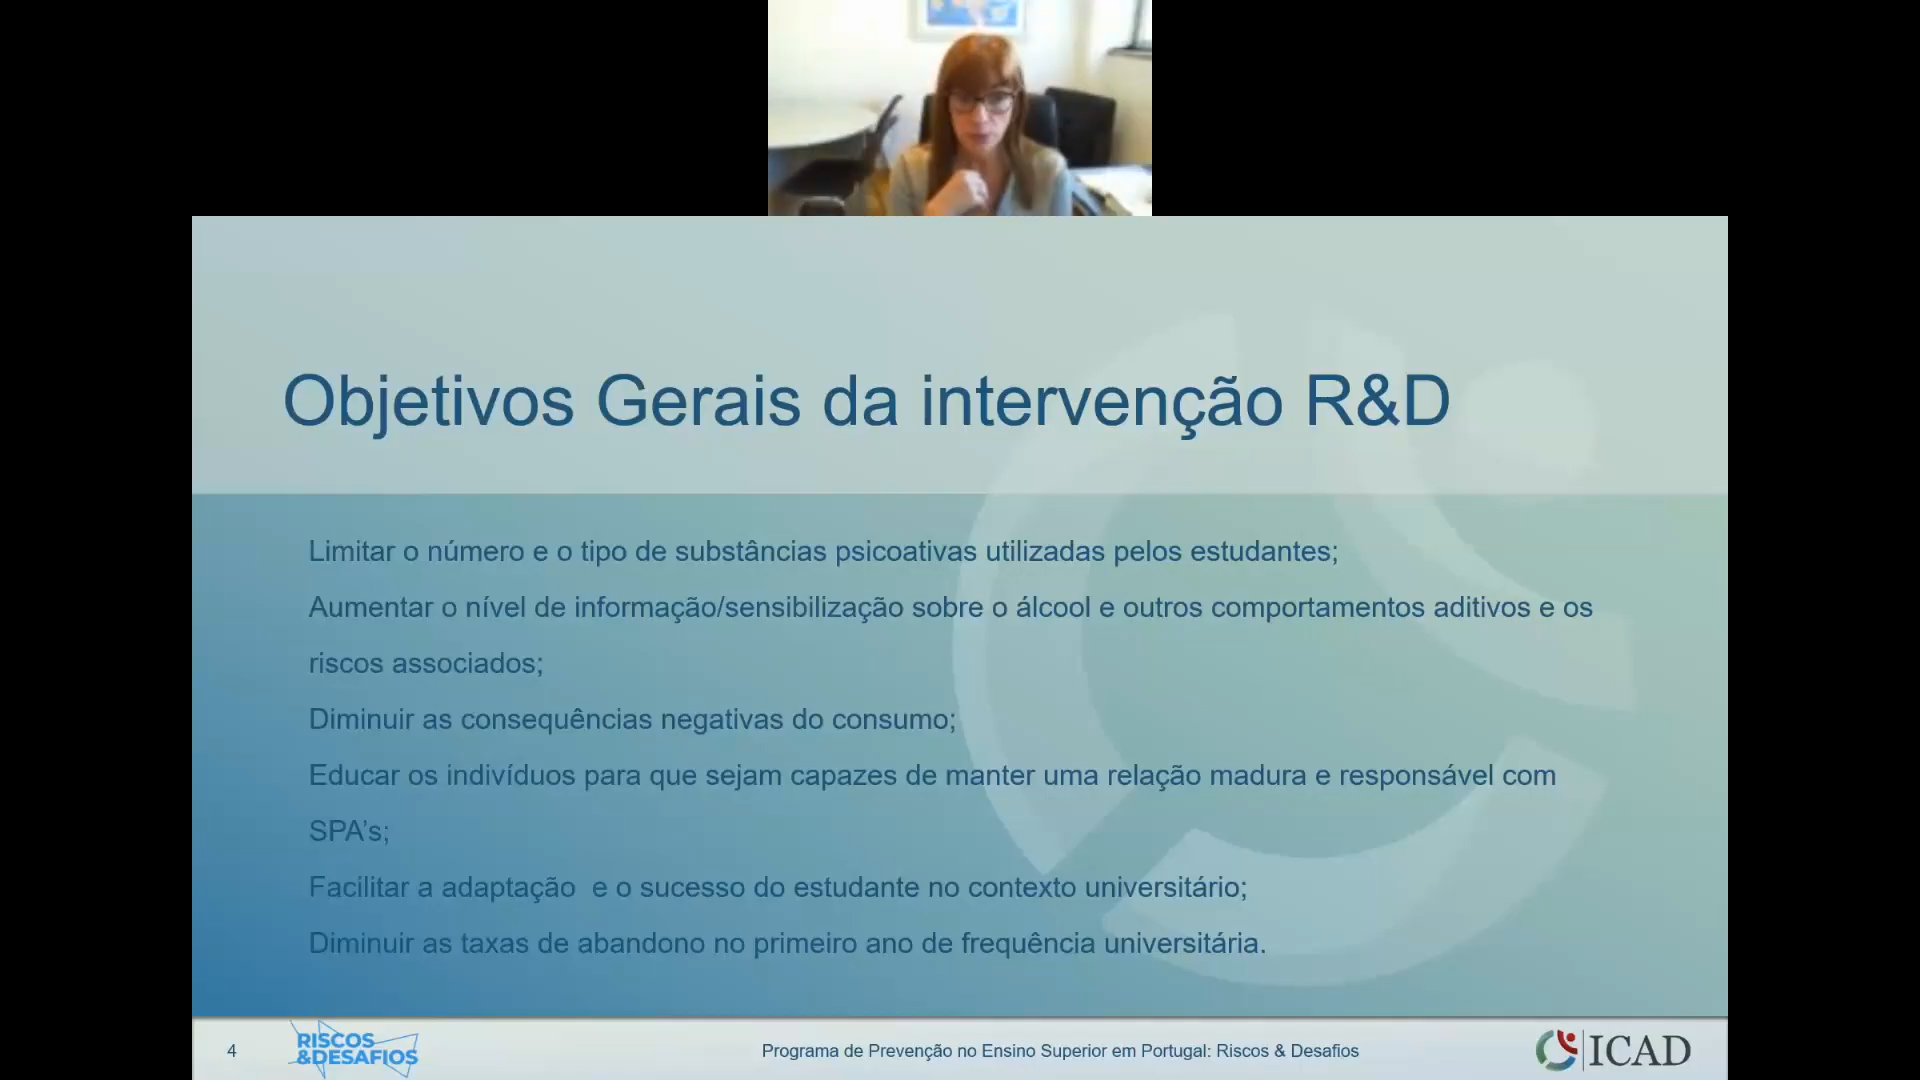 Objetivos Gerais da intervenção R&D
Limitar o número e o tipo de substâncias psicoativas utilizadas pelos estudantes;
Aumentar o nível de informação/sensibilização sobre o álcool e outros comportamentos aditivos e os
riscos associados;
Diminuir as consequências negativas do consumo;
Educar os indivíduos para que sejam capazes de manter uma relação madura e responsável com
SPA's;
Facilitar a adaptação  e o sucesso do estudante no contexto universitário;
Diminuir as taxas de abandono no primeiro ano de frequência universitária.
4
RISCOS
&DESAFIOS
Programa de Prevenção no Ensino Superior em Portugal: Riscos & Desafios
ICAD